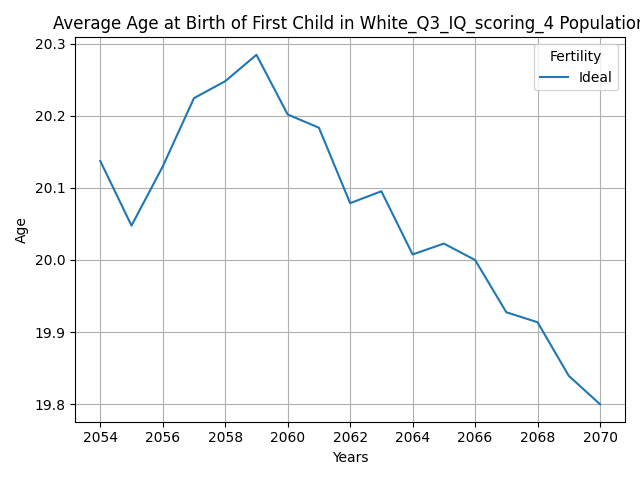 Average Age at Birth of First Child in White_Q3_IQ_scoring_4 Population
20.3
20.2
20.1
20.0
19.9
19.8
Age
Fertility
Ideal
2054 2056 2058 2060 2062 2064 2066 2068 2070
Years